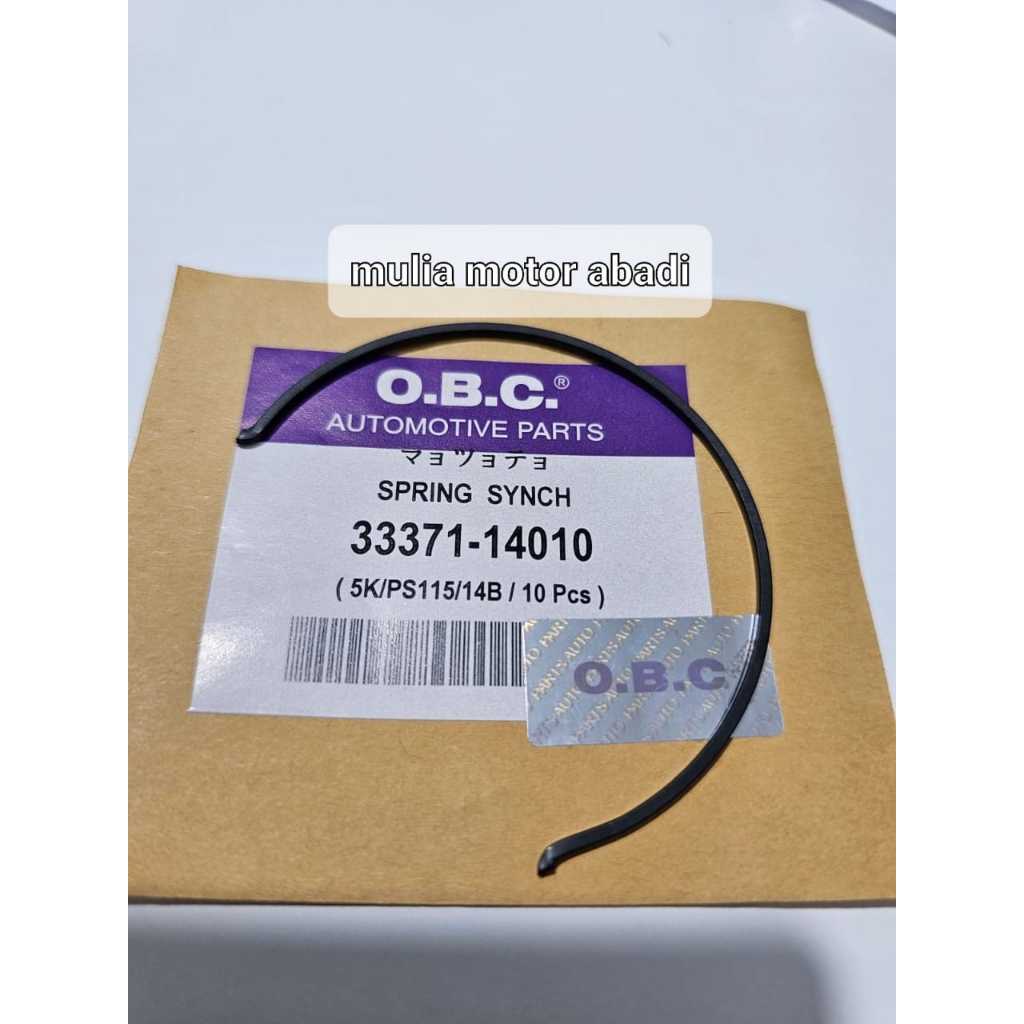 mulia motor abadi
O.B.C.®
AUTOMOTIVE PARTS
マョツョテョ
SPRING SYNCH
33371-14010
( 5K/PS115/14B / 10 Pcs )
O.B.C